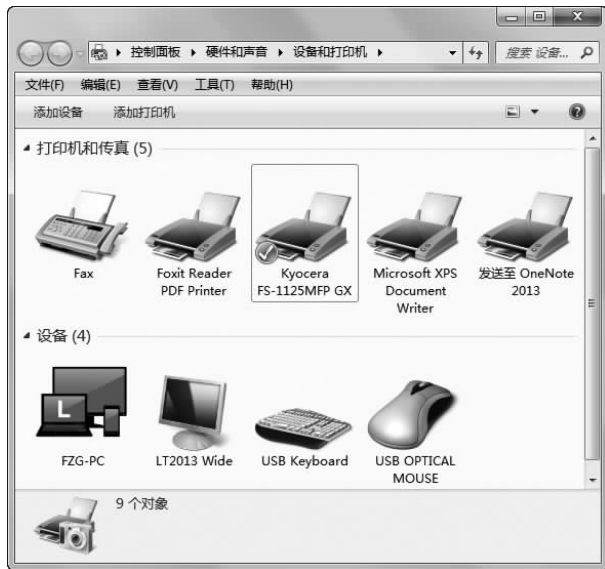 控制面板 ▸ 硬件和声音 ▸ 设备和打印机 ▸ 搜索 设备...
文件(F) 编辑(E) 查看(V) 工具(T) 帮助(H)
添加设备 添加打印机
打印机和传真 (5)
Fax
Foxit Reader
PDF Printer
Kyocera
FS-1125MFP GX
Microsoft XPS
Document
Writer
发送至 OneNote
2013
设备 (4)
L
FZG-PC
LT2013 Wide
USB Keyboard
USB OPTICAL
MOUSE
9 个对象